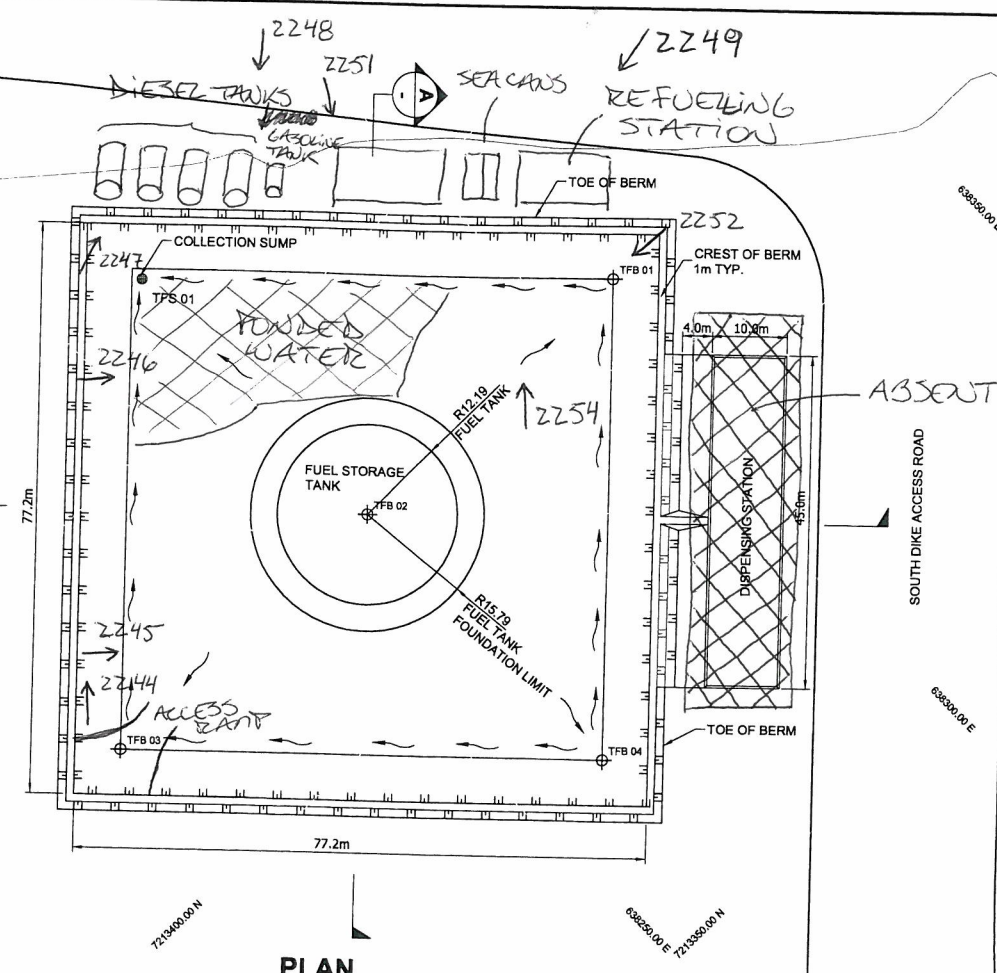 2248
2249
2251
DIESEL TANKS
SEA CANS
REFUELLING
STATION
A
-
GASOLINE
TANK
TOE OF BERM
638350.00 E
2252
COLLECTION SUMP
CREST OF BERM
1m TYP.
2247
TFB 01
TFS 01
PONDED
WATER
4.0m
10.0m
2246
ABSENT
R12.19
FUEL TANK
2254
FUEL STORAGE
TANK
TFB 02
77.2m
DISPENSING STATION
45.0m
SOUTH DIKE ACCESS ROAD
R15.79
FUEL TANK
FOUNDATION LIMIT
2245
2244
ACCESS
RAMP
TFB 03
TFB 04
TOE OF BERM
638300.00 E
77.2m
7213400.00 N
638250.00 E
7213350.00 N
PLAN